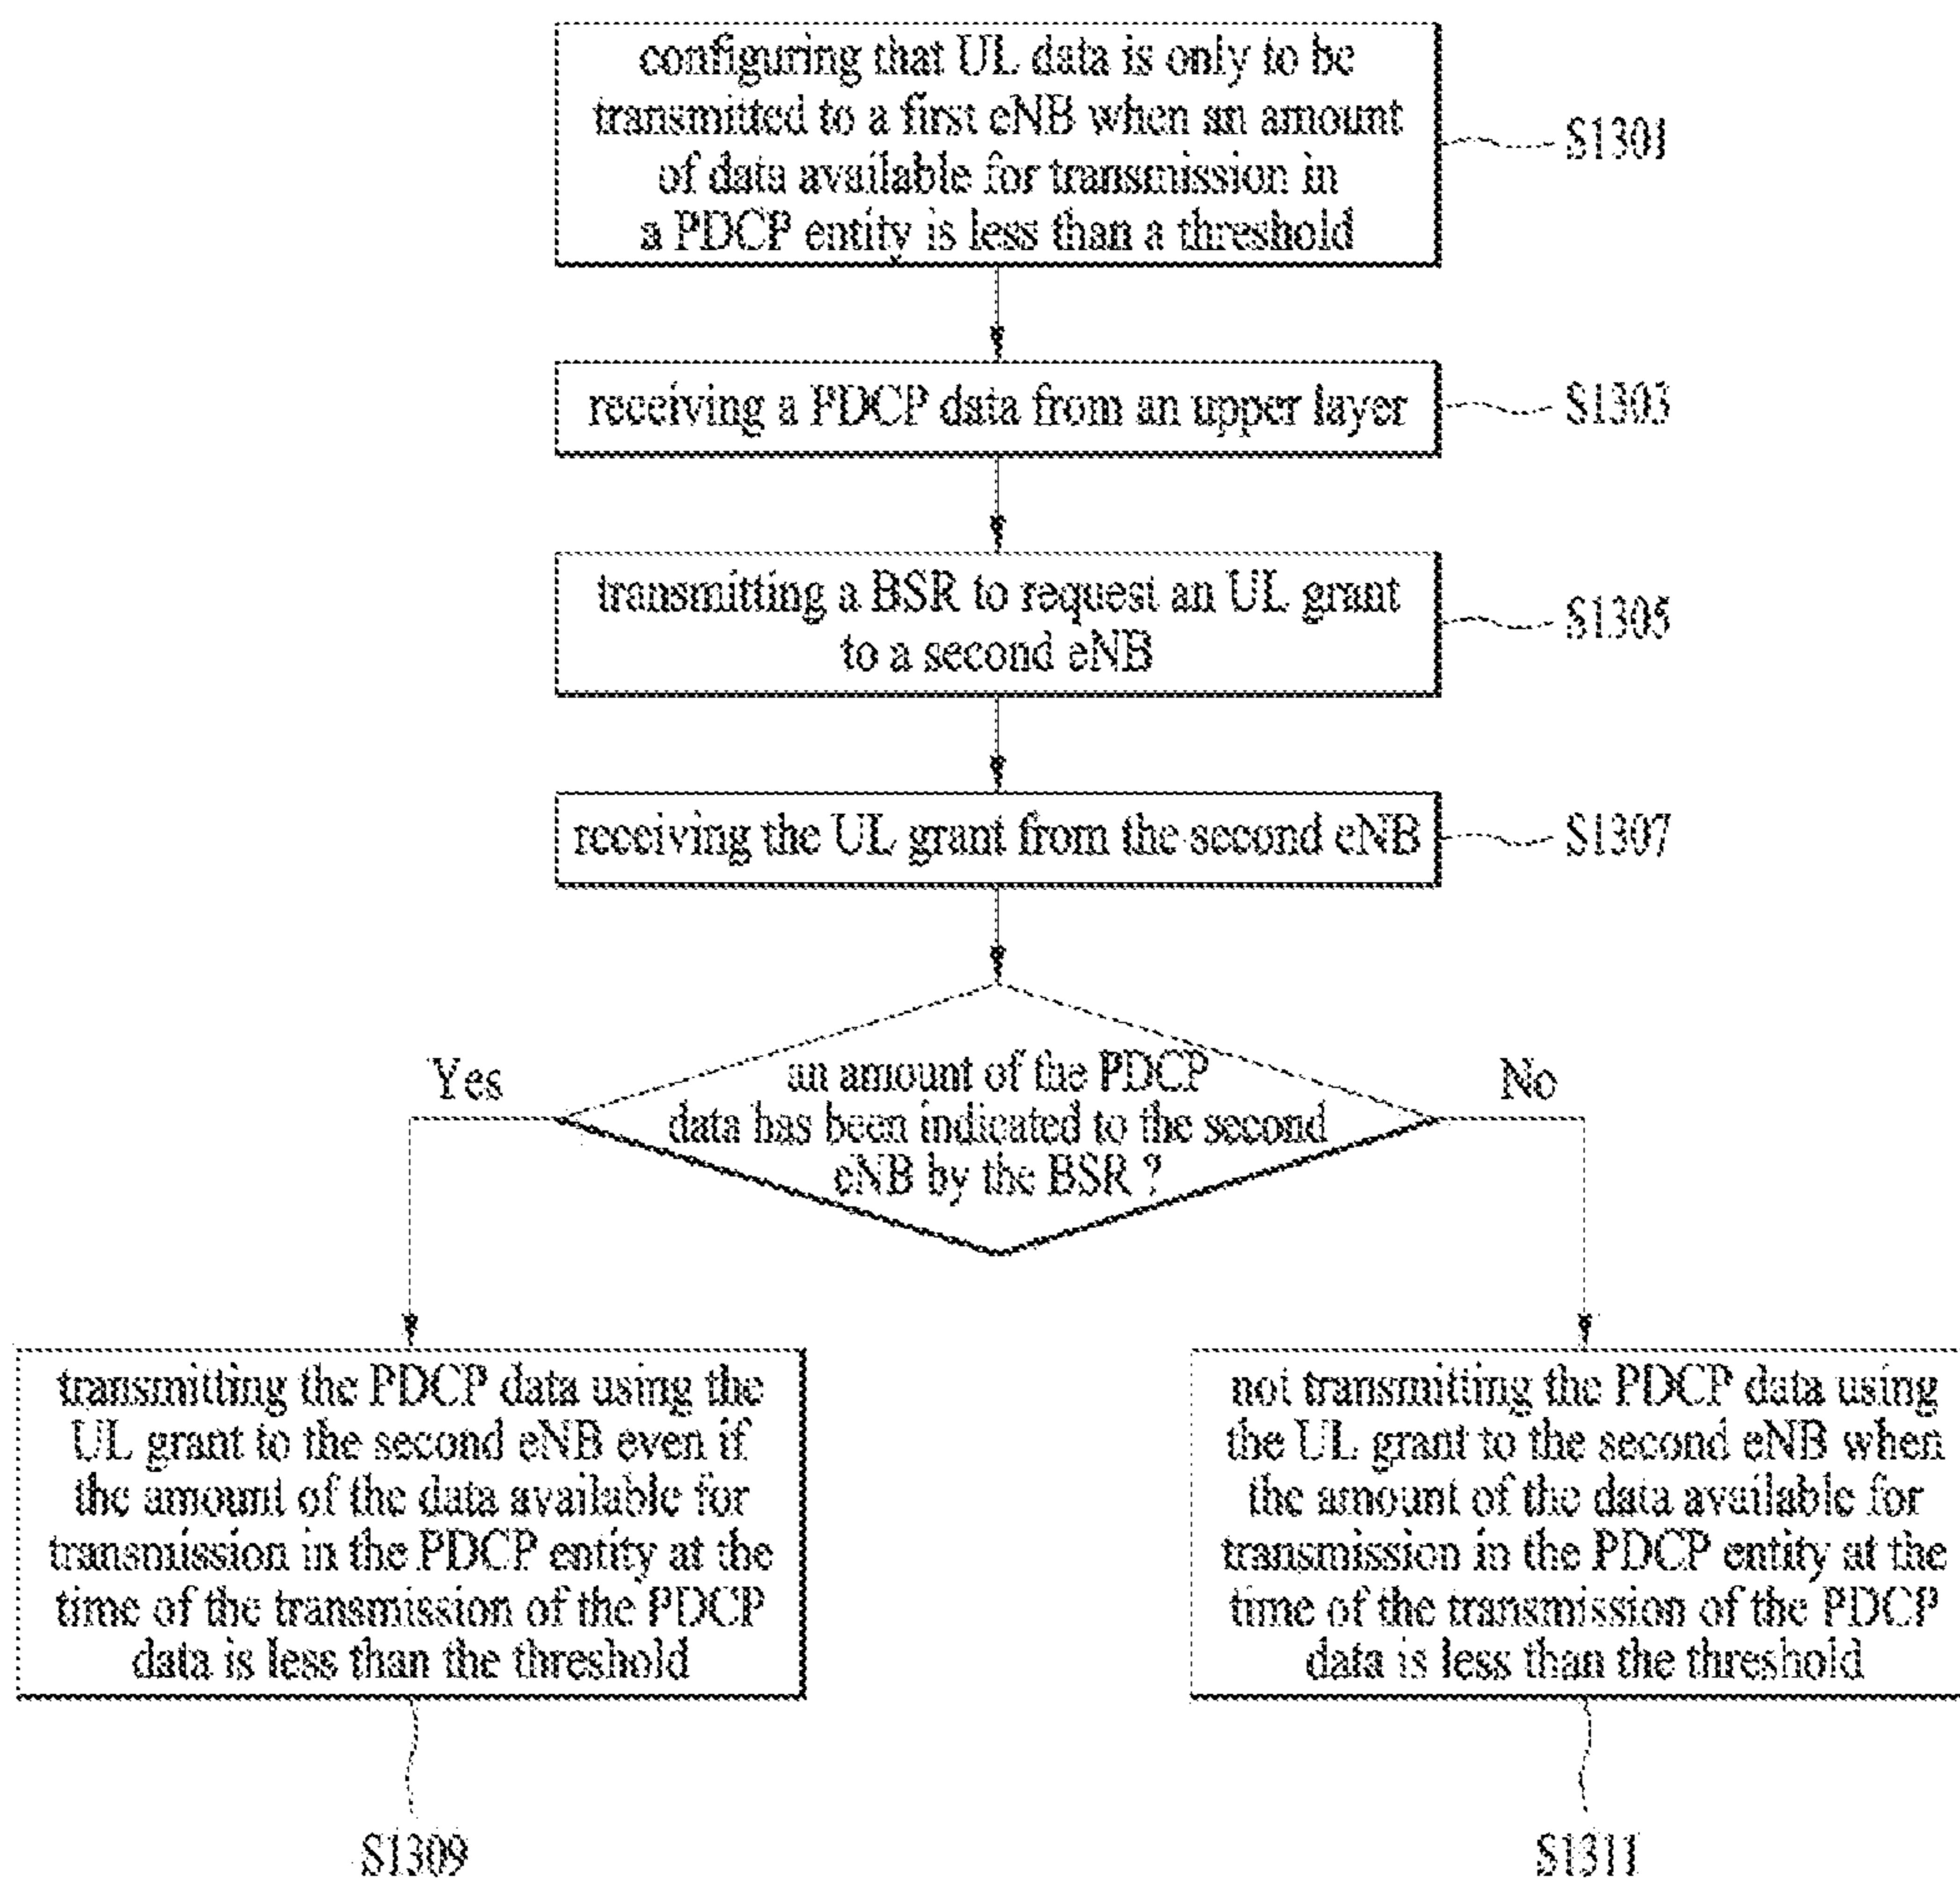 configuring that UL data is only to be
transmitted to a first eNB when an amount
of data available for transmission in
a PDCP entity is less than a threshold
S1301
receiving a PDCP data from an upper layer
S1303
transmitting a BSR to request an UL grant
to a second eNB
S1305
receiving the UL grant from the second eNB
S1307
an amount of the PDCP
data has been indicated to the second
eNB by the BSR ?
Yes
No
transmitting the PDCP data using the
UL grant to the second eNB even if
the amount of the data available for
transmission in the PDCP entity at the
time of the transmission of the PDCP
data is less than the threshold
S1309
not transmitting the PDCP data using
the UL grant to the second eNB when
the amount of the data available for
transmission in the PDCP entity at the
time of the transmission of the PDCP
data is less than the threshold
S1311